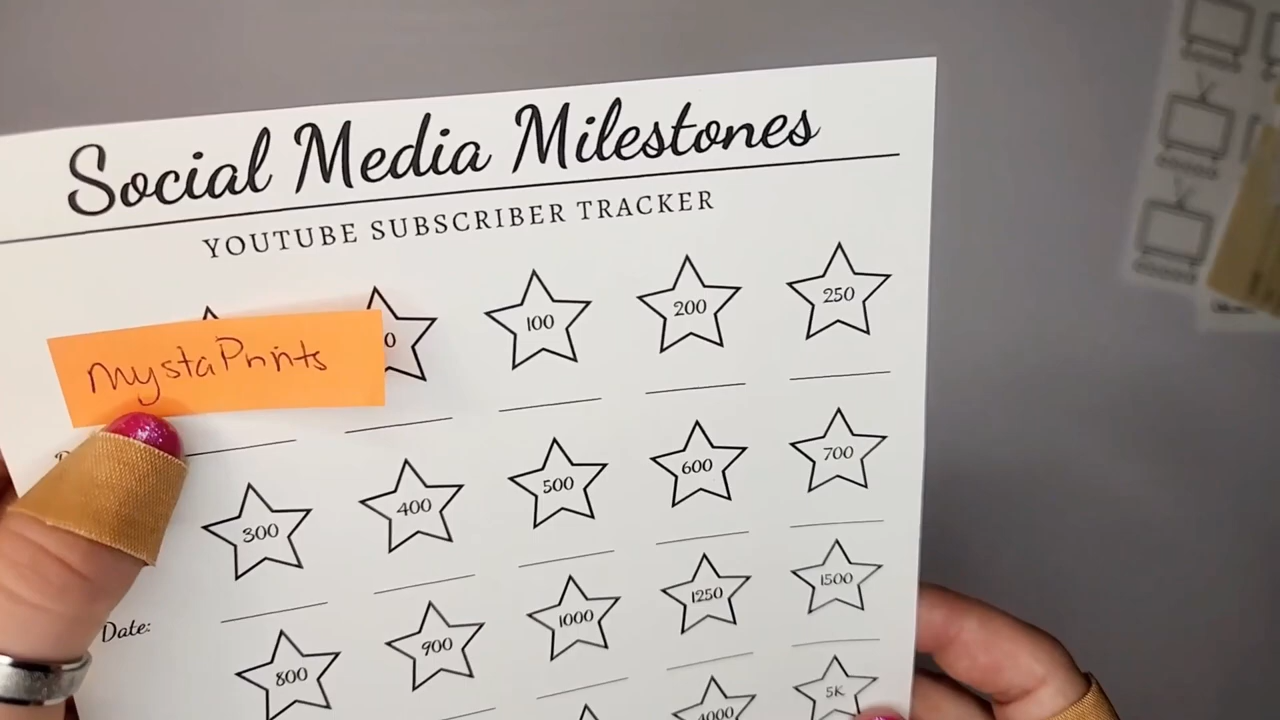 Social Media Milestones
YOUTUBE SUBSCRIBER TRACKER
100 200 250
mystaPrints
300 400 500 600 700
Date:
800 900 1000 1250 1500
4000 5K